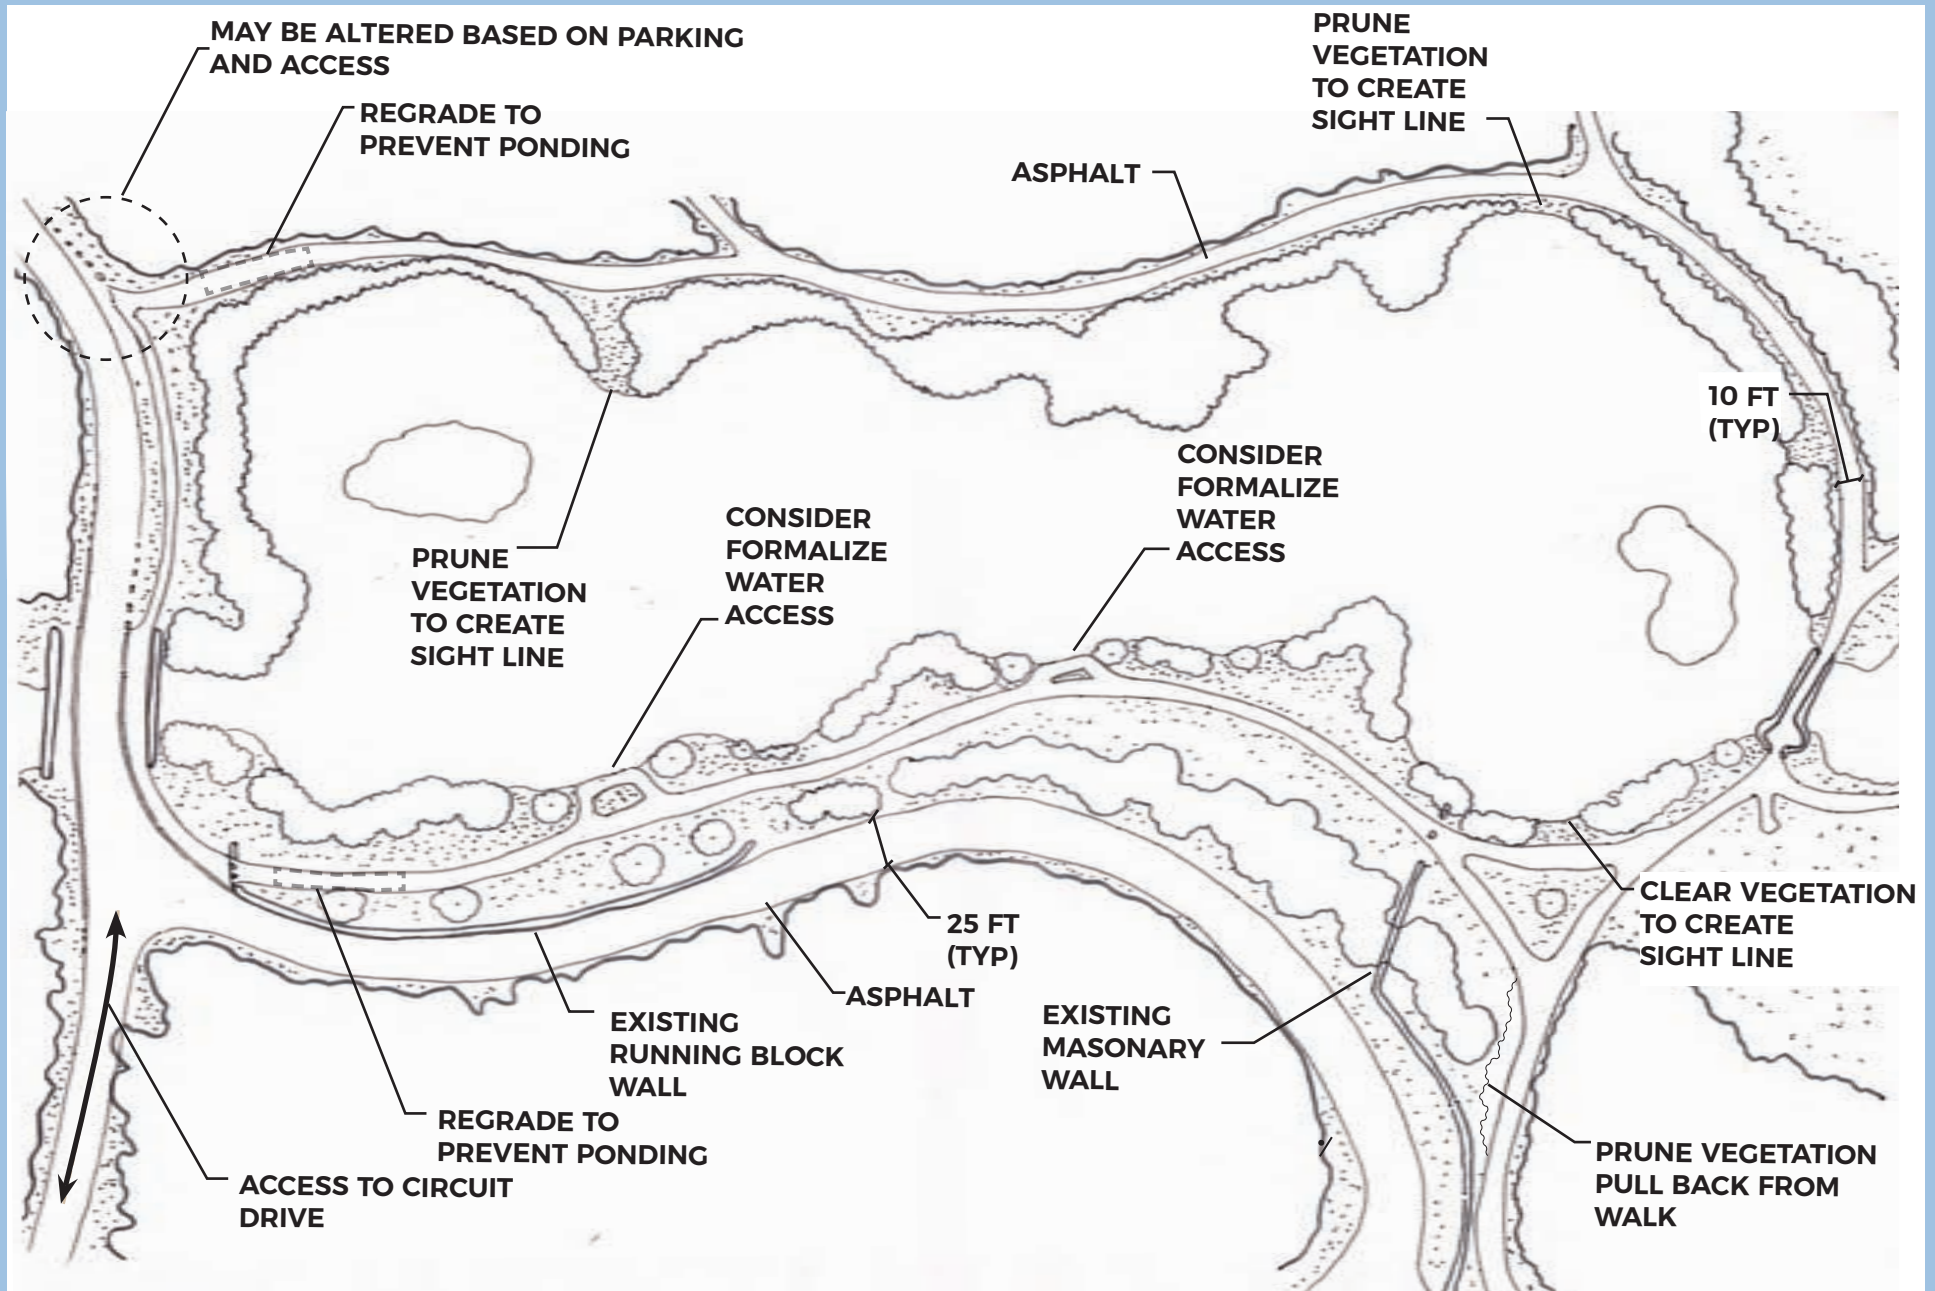 MAY BE ALTERED BASED ON PARKING
AND ACCESS
REGRADE TO
PREVENT PONDING
PRUNE
VEGETATION
TO CREATE
SIGHT LINE
ASPHALT
10 FT
(TYP)
CONSIDER
FORMALIZE
WATER
ACCESS
CONSIDER
FORMALIZE
WATER
ACCESS
PRUNE
VEGETATION
TO CREATE
SIGHT LINE
CLEAR VEGETATION
TO CREATE
SIGHT LINE
25 FT
(TYP)
ASPHALT
EXISTING
RUNNING BLOCK
WALL
EXISTING
MASONARY
WALL
REGRADE TO
PREVENT PONDING
PRUNE VEGETATION
PULL BACK FROM
WALK
ACCESS TO CIRCUIT
DRIVE